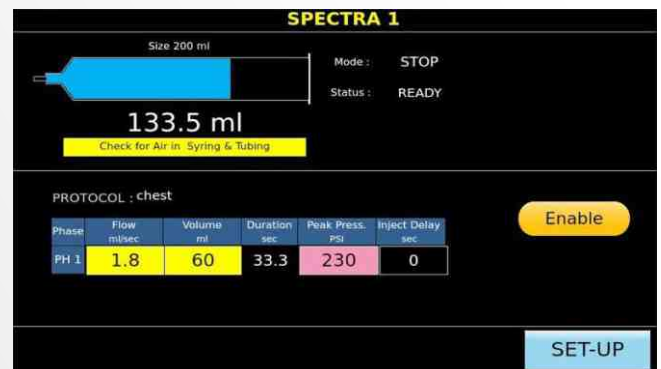 SPECTRA 1
Size 200 ml
Mode : STOP
Status : READY
133.5 ml
Check for Air in Syring & Tubing
PROTOCOL : chest
Phase Flow ml/sec Volume ml Duration sec Peak Press. PSI Inject Delay sec
PH 1 1.8 60 33.3 230 0
Enable
SET-UP